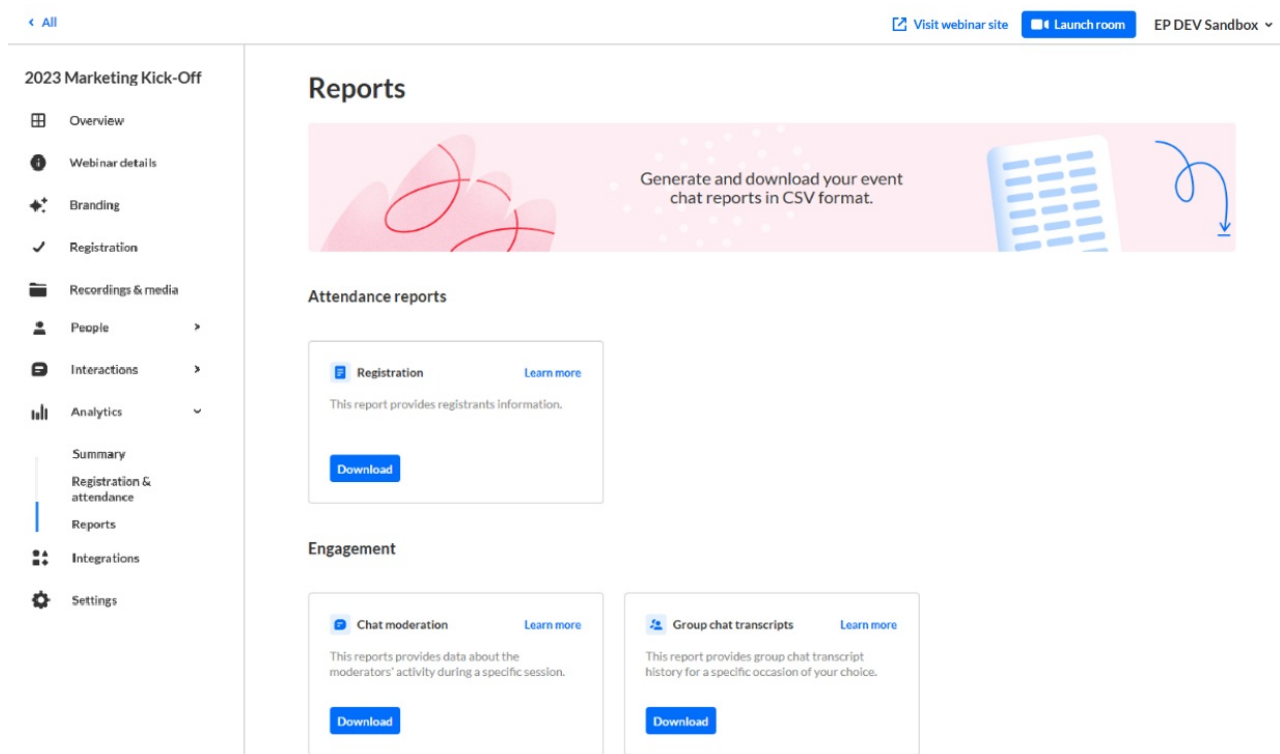 All
Visit webinar site
Launch room
EP DEV Sandbox
2023 Marketing Kick-Off
Overview
Webinar details
Branding
Registration
Recordings & media
People
Interactions
Analytics
Summary
Registration &
attendance
Reports
Integrations
Settings
Reports
Generate and download your event
chat reports in CSV format.
Attendance reports
Registration
Learn more
This report provides registrants information.
Download
Engagement
Chat moderation
Learn more
This reports provides data about the
moderators' activity during a specific session.
Download
Group chat transcripts
Learn more
This report provides group chat transcript
history for a specific occasion of your choice.
Download